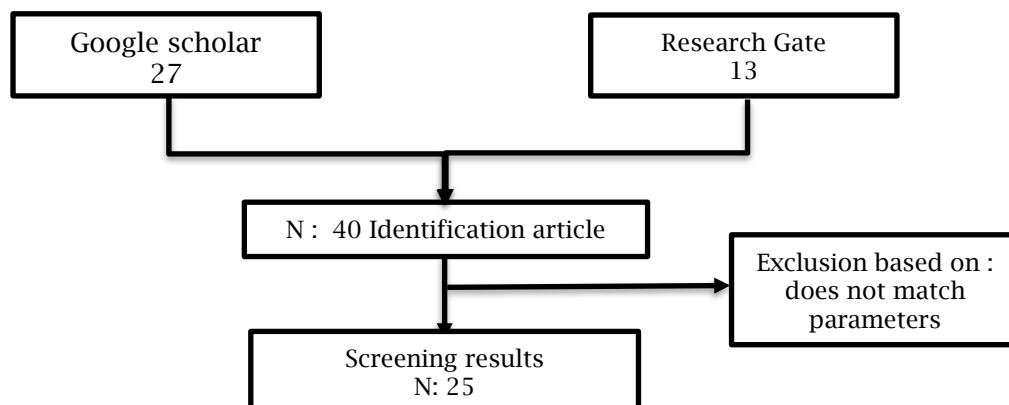 Google scholar
27
Research Gate
13
N : 40 Identification article
Exclusion based on :
does not match
parameters
Screening results
N: 25